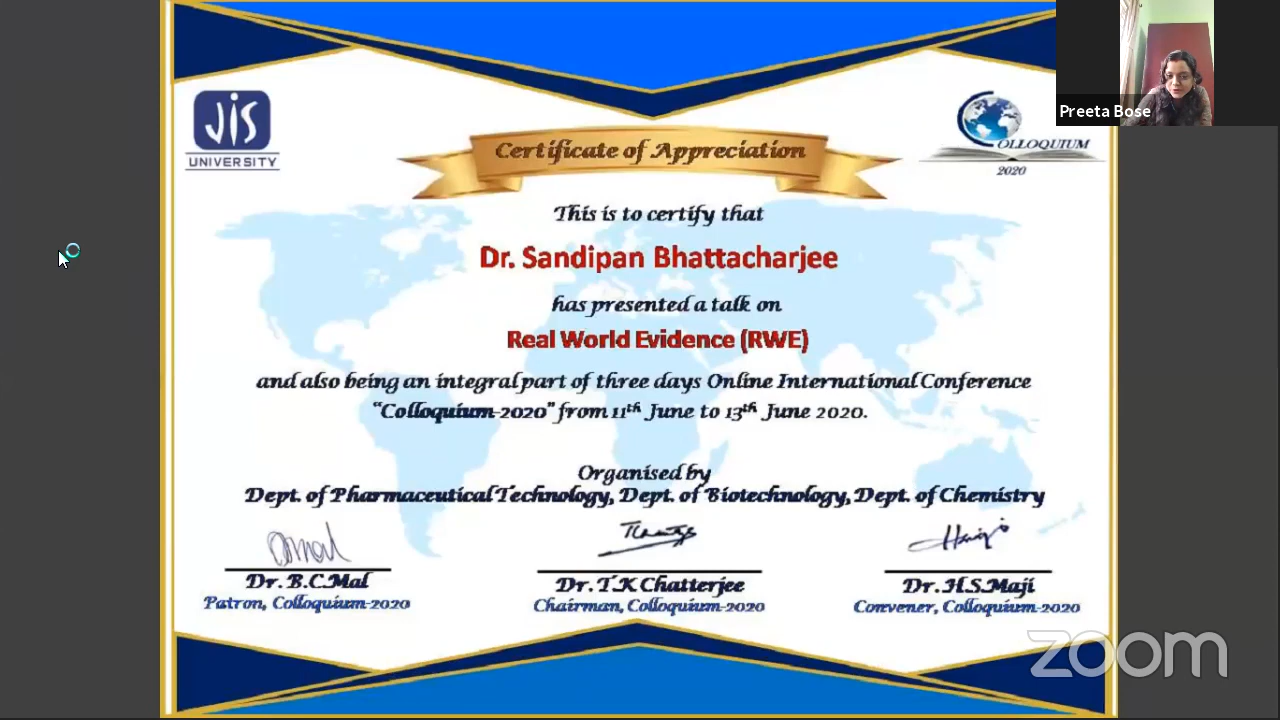 JIS
UNIVERSITY
Certificate of Appreciation
COLLOQUIUM
2020
Preeta Bose
This is to certify that
Dr. Sandipan Bhattacharjee
has presented a talk on
Real World Evidence (RWE)
and also being an integral part of three days Online International Conference
“Colloquium-2020” from 11th June to 13th June 2020.
Organised by
Dept. of Pharmaceutical Technology, Dept. of Biotechnology, Dept. of Chemistry
Dr. B.C.Mal
Patron, Colloquium-2020
Dr. T.K Chatterjee
Chairman, Colloquium-2020
Dr. H.S.Maji
Convener, Colloquium-2020
zoom